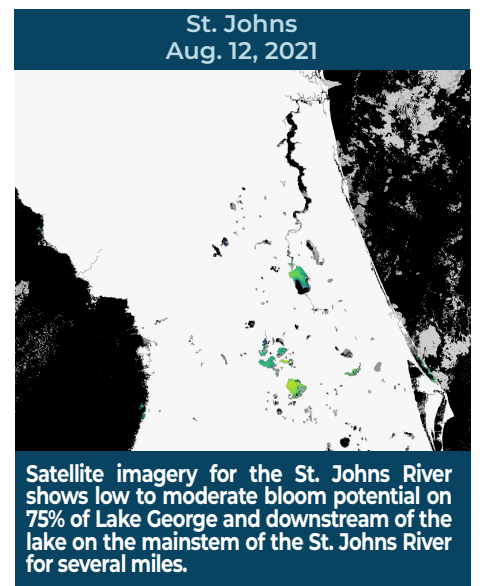 St. Johns
Aug. 12, 2021
Satellite imagery for the St. Johns River
shows low to moderate bloom potential on
75% of Lake George and downstream of the
lake on the mainstem of the St. Johns River
for several miles.